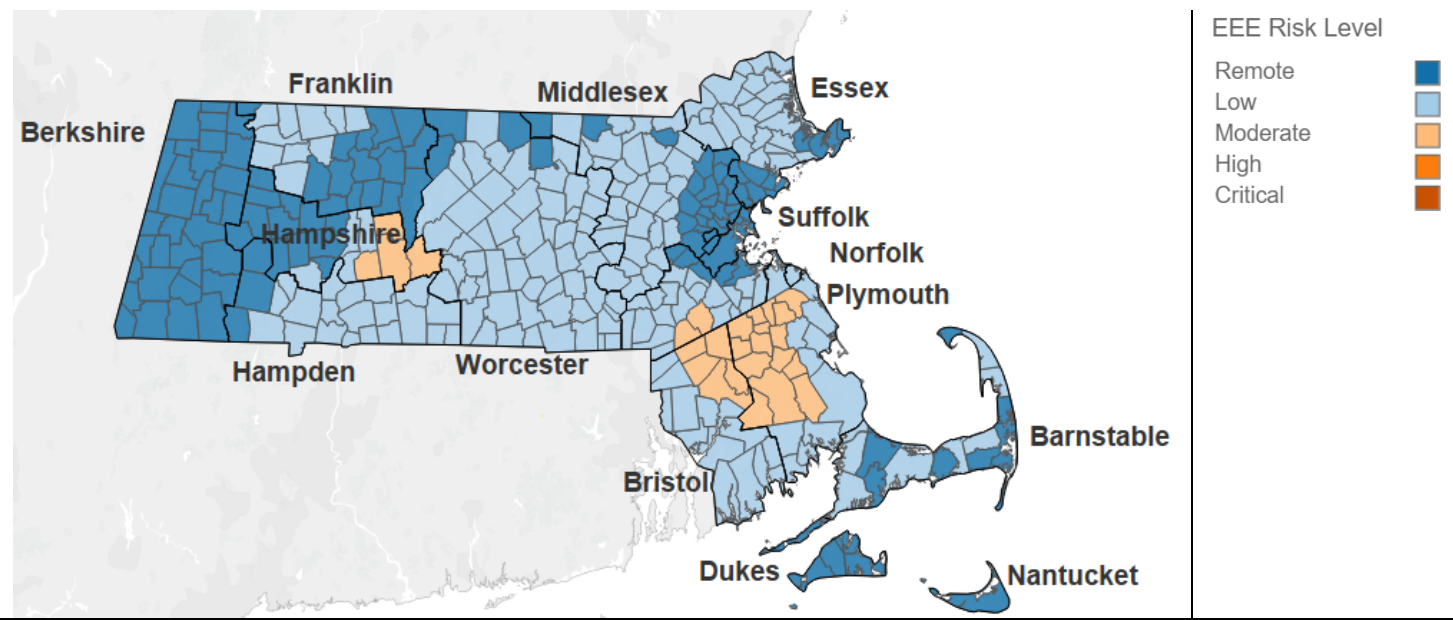 Franklin
Middlesex
Essex
Berkshire
Hampshire
Suffolk
Norfolk
Plymouth
Hampden
Worcester
Barnstable
Bristol
Dukes
Nantucket
EEE Risk Level
Remote
Low
Moderate
High
Critical